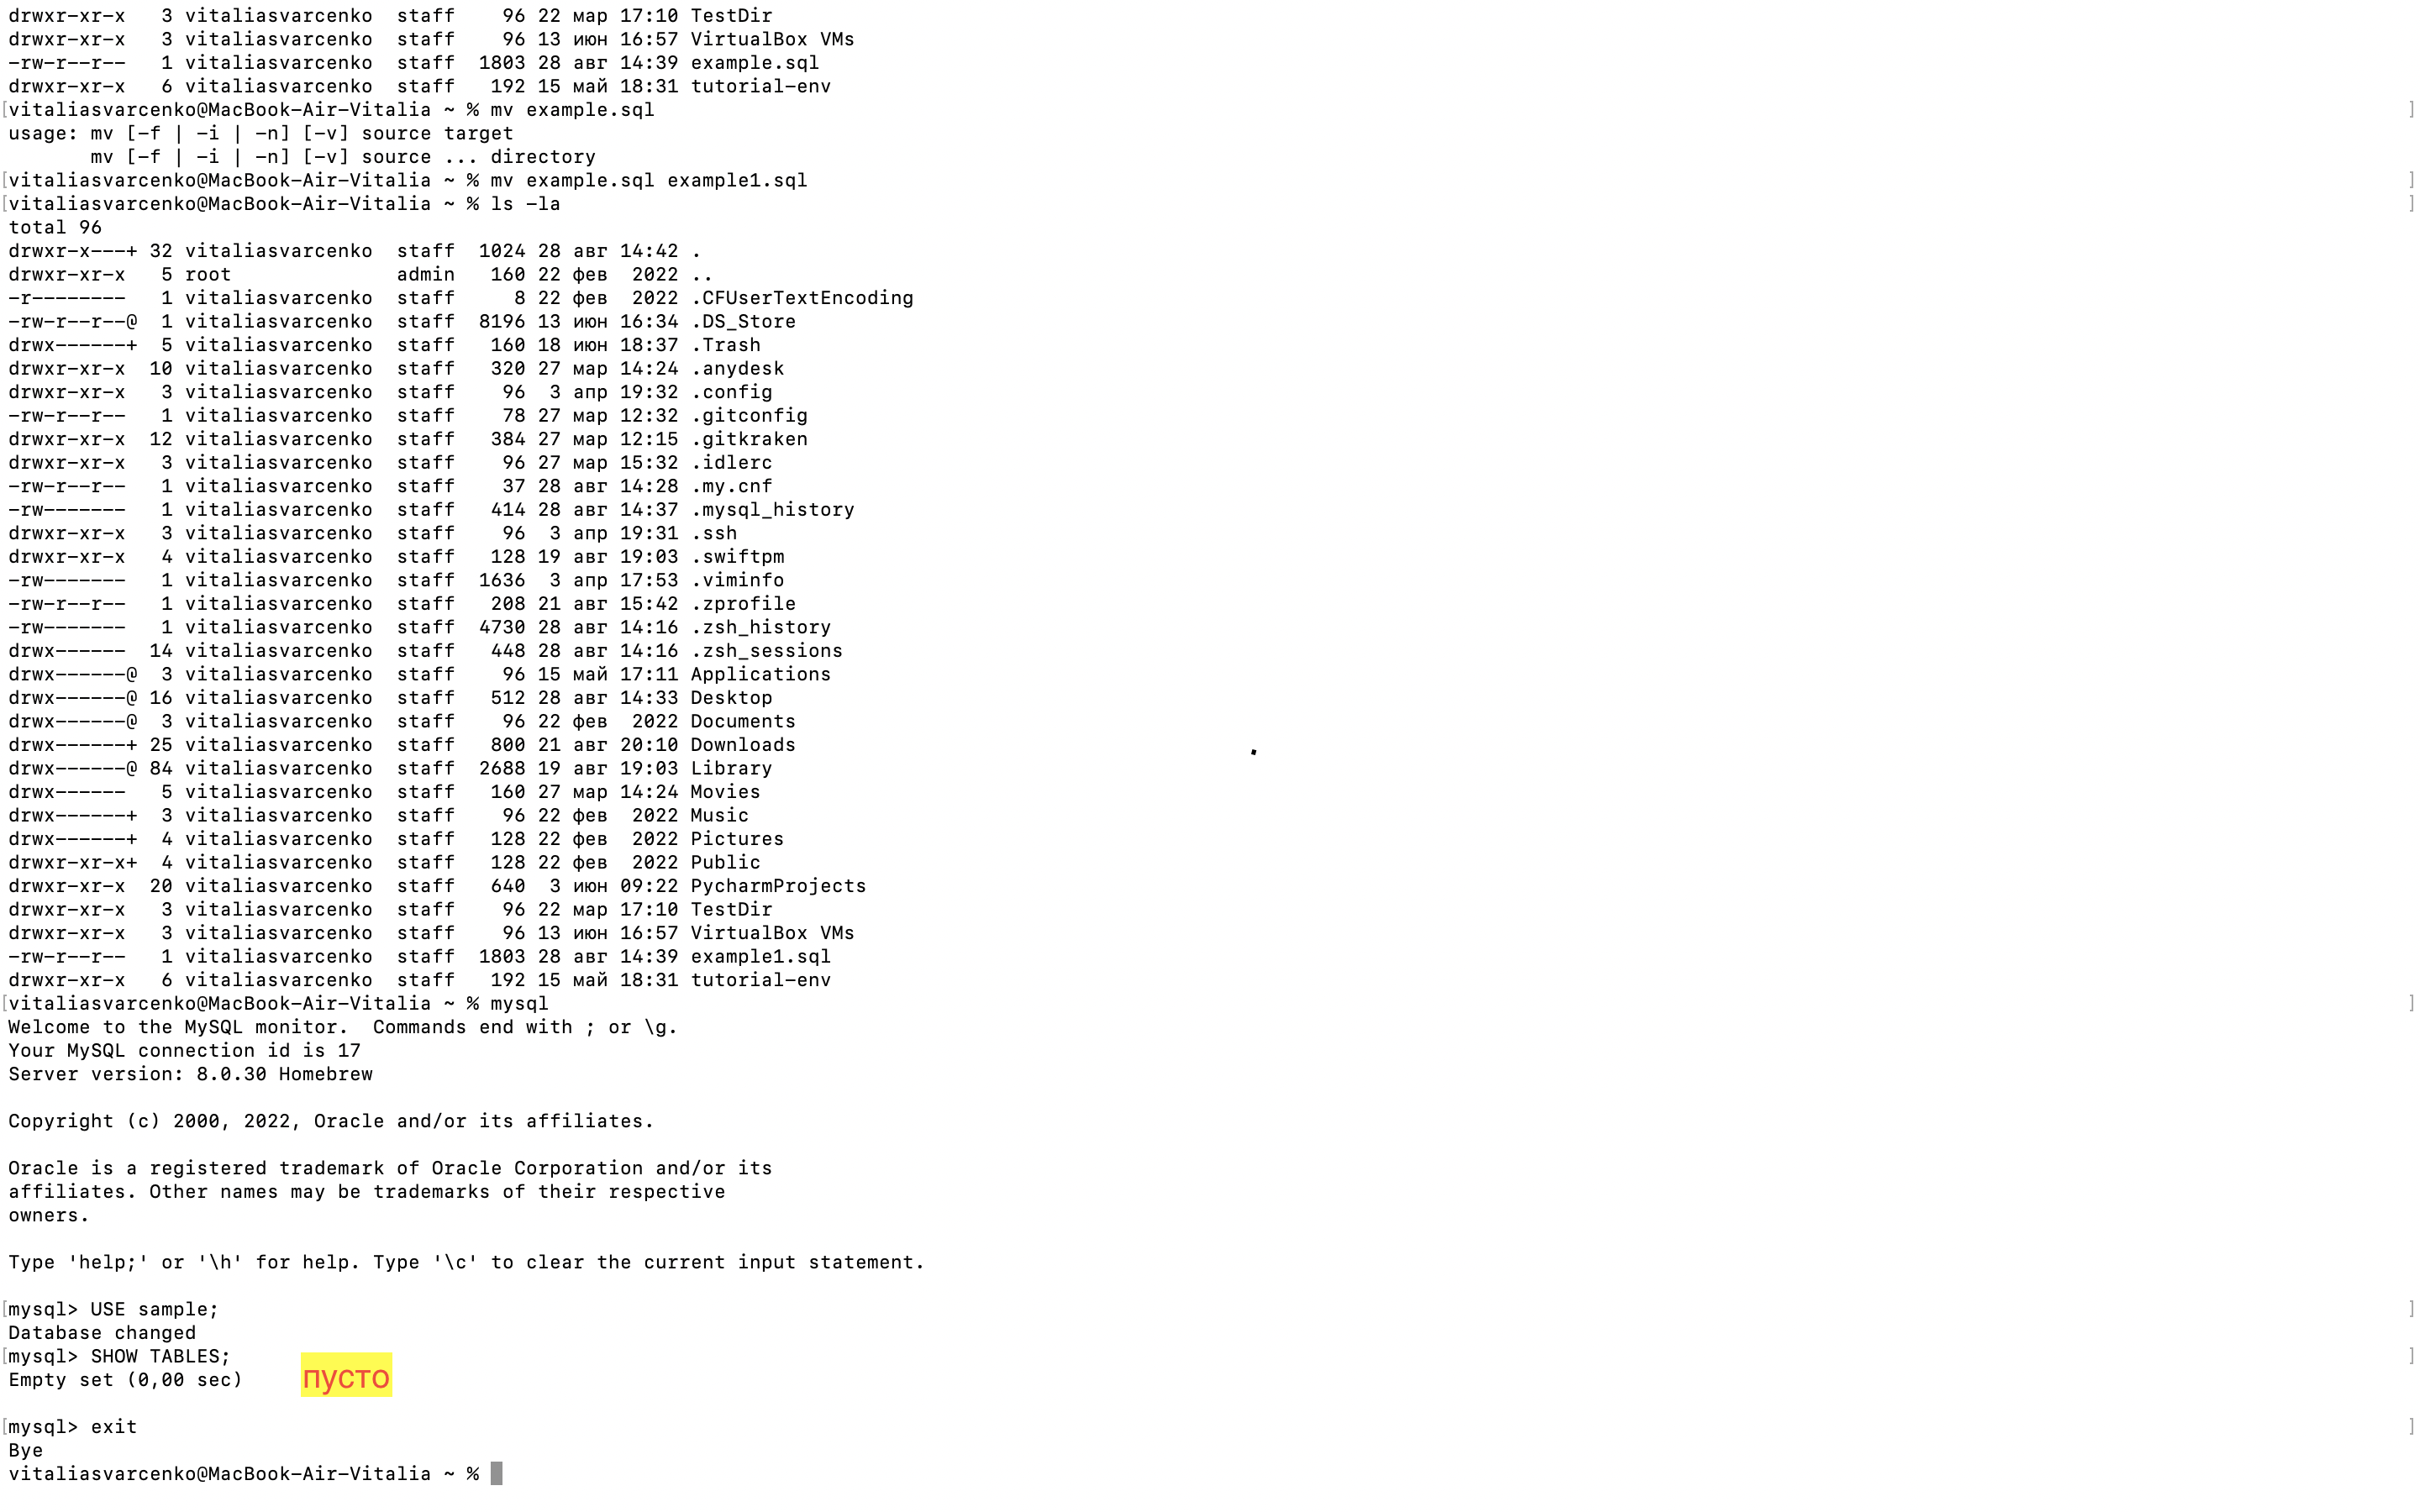 drwxr-xr-x   3 vitaliasvarcenko  staff    96 22 мар 17:10 TestDir
drwxr-xr-x   3 vitaliasvarcenko  staff    96 13 июн 16:57 VirtualBox VMs
-rw-r--r--   1 vitaliasvarcenko  staff  1803 28 авг 14:39 example.sql
drwxr-xr-x   6 vitaliasvarcenko  staff   192 15 май 18:31 tutorial-env
[vitaliasvarcenko@MacBook-Air-Vitalia ~ % mv example.sql ]
usage: mv [-f | -i | -n] [-v] source target
       mv [-f | -i | -n] [-v] source ... directory
[vitaliasvarcenko@MacBook-Air-Vitalia ~ % mv example.sql example1.sql ]
[vitaliasvarcenko@MacBook-Air-Vitalia ~ % ls -la ]
total 96
drwxr-x---+ 32 vitaliasvarcenko  staff  1024 28 авг 14:42 .
drwxr-xr-x   5 root              admin   160 22 фев  2022 ..
-r--------   1 vitaliasvarcenko  staff     8 22 фев  2022 .CFUserTextEncoding
-rw-r--r--@  1 vitaliasvarcenko  staff  8196 13 июн 16:34 .DS_Store
drwx------+  5 vitaliasvarcenko  staff   160 18 июн 18:37 .Trash
drwxr-xr-x  10 vitaliasvarcenko  staff   320 27 мар 14:24 .anydesk
drwxr-xr-x   3 vitaliasvarcenko  staff    96  3 апр 19:32 .config
-rw-r--r--   1 vitaliasvarcenko  staff    78 27 мар 12:32 .gitconfig
drwxr-xr-x  12 vitaliasvarcenko  staff   384 27 мар 12:15 .gitkraken
drwxr-xr-x   3 vitaliasvarcenko  staff    96 27 мар 15:32 .idlerc
-rw-r--r--   1 vitaliasvarcenko  staff    37 28 авг 14:28 .my.cnf
-rw-------   1 vitaliasvarcenko  staff   414 28 авг 14:37 .mysql_history
drwxr-xr-x   3 vitaliasvarcenko  staff    96  3 апр 19:31 .ssh
drwxr-xr-x   4 vitaliasvarcenko  staff   128 19 авг 19:03 .swiftpm
-rw-------   1 vitaliasvarcenko  staff  1636  3 апр 17:53 .viminfo
-rw-r--r--   1 vitaliasvarcenko  staff   208 21 авг 15:42 .zprofile
-rw-------   1 vitaliasvarcenko  staff  4730 28 авг 14:16 .zsh_history
drwx------  14 vitaliasvarcenko  staff   448 28 авг 14:16 .zsh_sessions
drwx------@  3 vitaliasvarcenko  staff    96 15 май 17:11 Applications
drwx------@ 16 vitaliasvarcenko  staff   512 28 авг 14:33 Desktop
drwx------@  3 vitaliasvarcenko  staff    96 22 фев  2022 Documents
drwx------+ 25 vitaliasvarcenko  staff   800 21 авг 20:10 Downloads
drwx------@ 84 vitaliasvarcenko  staff  2688 19 авг 19:03 Library
drwx------   5 vitaliasvarcenko  staff   160 27 мар 14:24 Movies
drwx------+  3 vitaliasvarcenko  staff    96 22 фев  2022 Music
drwx------+  4 vitaliasvarcenko  staff   128 22 фев  2022 Pictures
drwxr-xr-x+  4 vitaliasvarcenko  staff   128 22 фев  2022 Public
drwxr-xr-x  20 vitaliasvarcenko  staff   640  3 июн 09:22 PycharmProjects
drwxr-xr-x   3 vitaliasvarcenko  staff    96 22 мар 17:10 TestDir
drwxr-xr-x   3 vitaliasvarcenko  staff    96 13 июн 16:57 VirtualBox VMs
-rw-r--r--   1 vitaliasvarcenko  staff  1803 28 авг 14:39 example1.sql
drwxr-xr-x   6 vitaliasvarcenko  staff   192 15 май 18:31 tutorial-env
[vitaliasvarcenko@MacBook-Air-Vitalia ~ % mysql ]
Welcome to the MySQL monitor.  Commands end with ; or \g.
Your MySQL connection id is 17
Server version: 8.0.30 Homebrew

Copyright (c) 2000, 2022, Oracle and/or its affiliates.

Oracle is a registered trademark of Oracle Corporation and/or its
affiliates. Other names may be trademarks of their respective
owners.

Type 'help;' or '\h' for help. Type '\c' to clear the current input statement.

[mysql> USE sample; ]
Database changed
[mysql> SHOW TABLES; ]
Empty set (0,00 sec)     пусто

[mysql> exit ]
Bye
vitaliasvarcenko@MacBook-Air-Vitalia ~ %